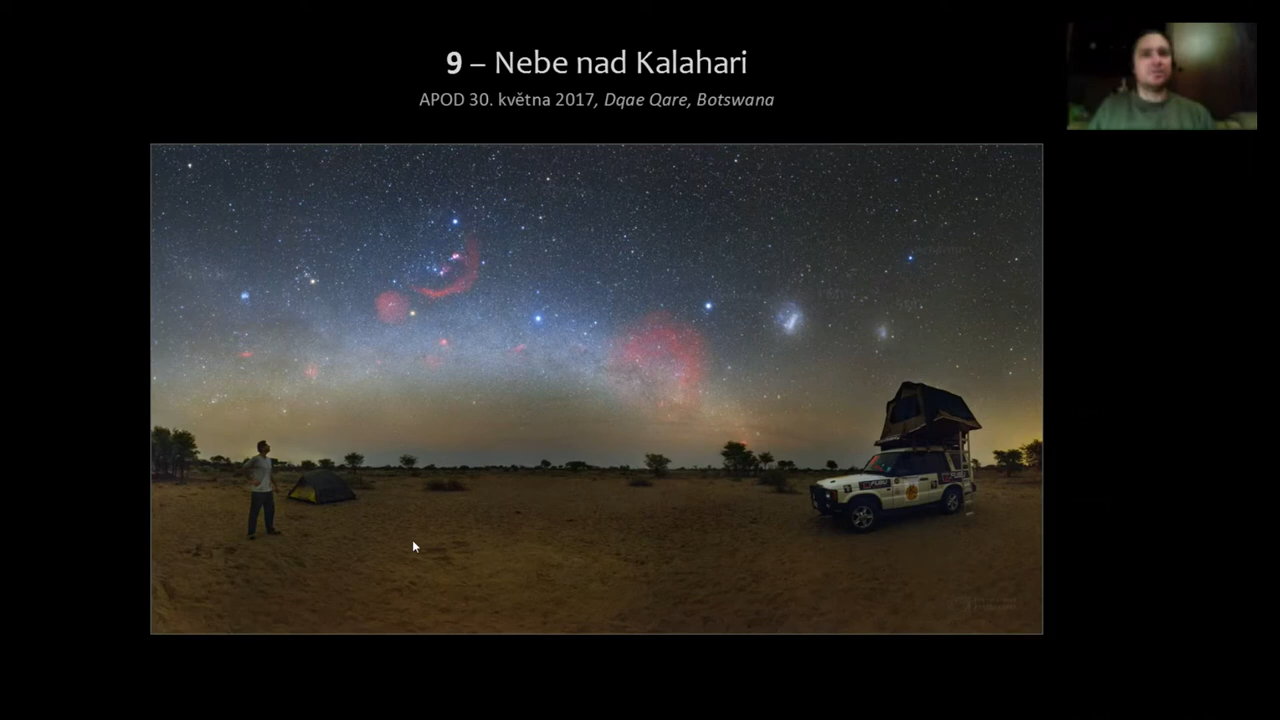 9 – Nebe nad Kalahari
APOD 30. května 2017, Dqae Qare, Botswana